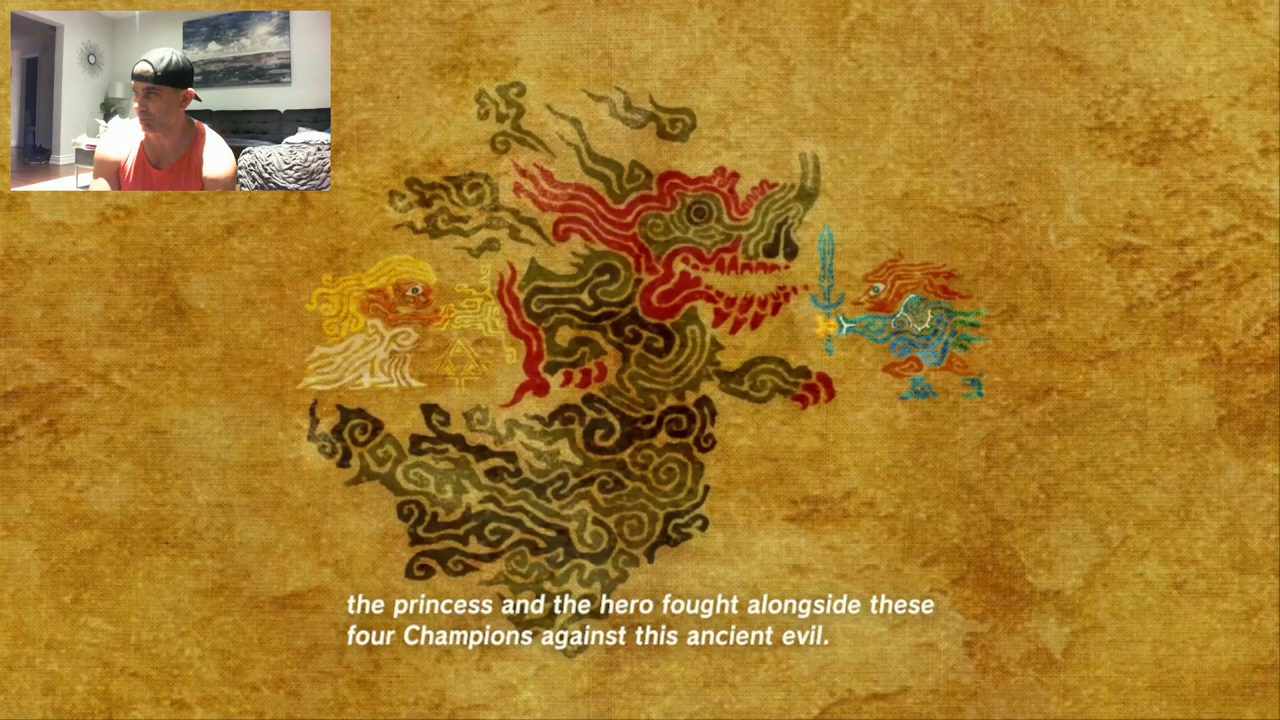 the princess and the hero fought alongside these
four Champions against this ancient evil.